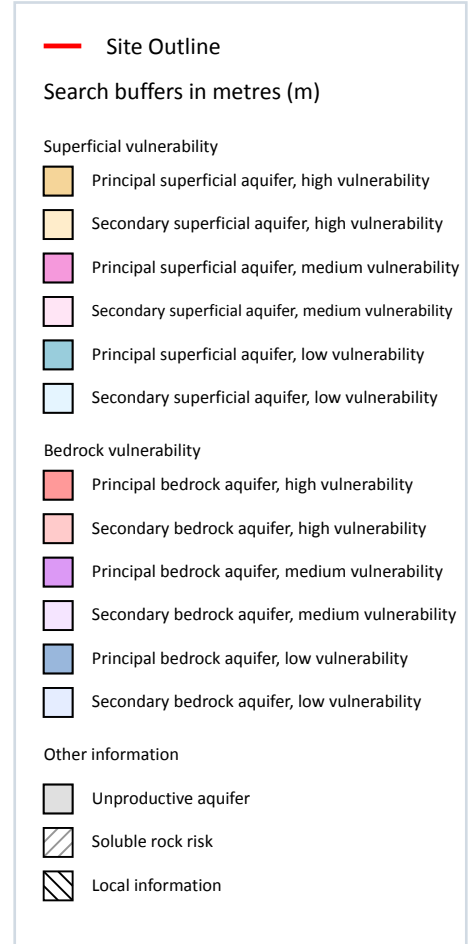 Site Outline
Search buffers in metres (m)
Superficial vulnerability
Principal superficial aquifer, high vulnerability
Secondary superficial aquifer, high vulnerability
Principal superficial aquifer, medium vulnerability
Secondary superficial aquifer, medium vulnerability
Principal superficial aquifer, low vulnerability
Secondary superficial aquifer, low vulnerability
Bedrock vulnerability
Principal bedrock aquifer, high vulnerability
Secondary bedrock aquifer, high vulnerability
Principal bedrock aquifer, medium vulnerability
Secondary bedrock aquifer, medium vulnerability
Principal bedrock aquifer, low vulnerability
Secondary bedrock aquifer, low vulnerability
Other information
Unproductive aquifer
Soluble rock risk
Local information